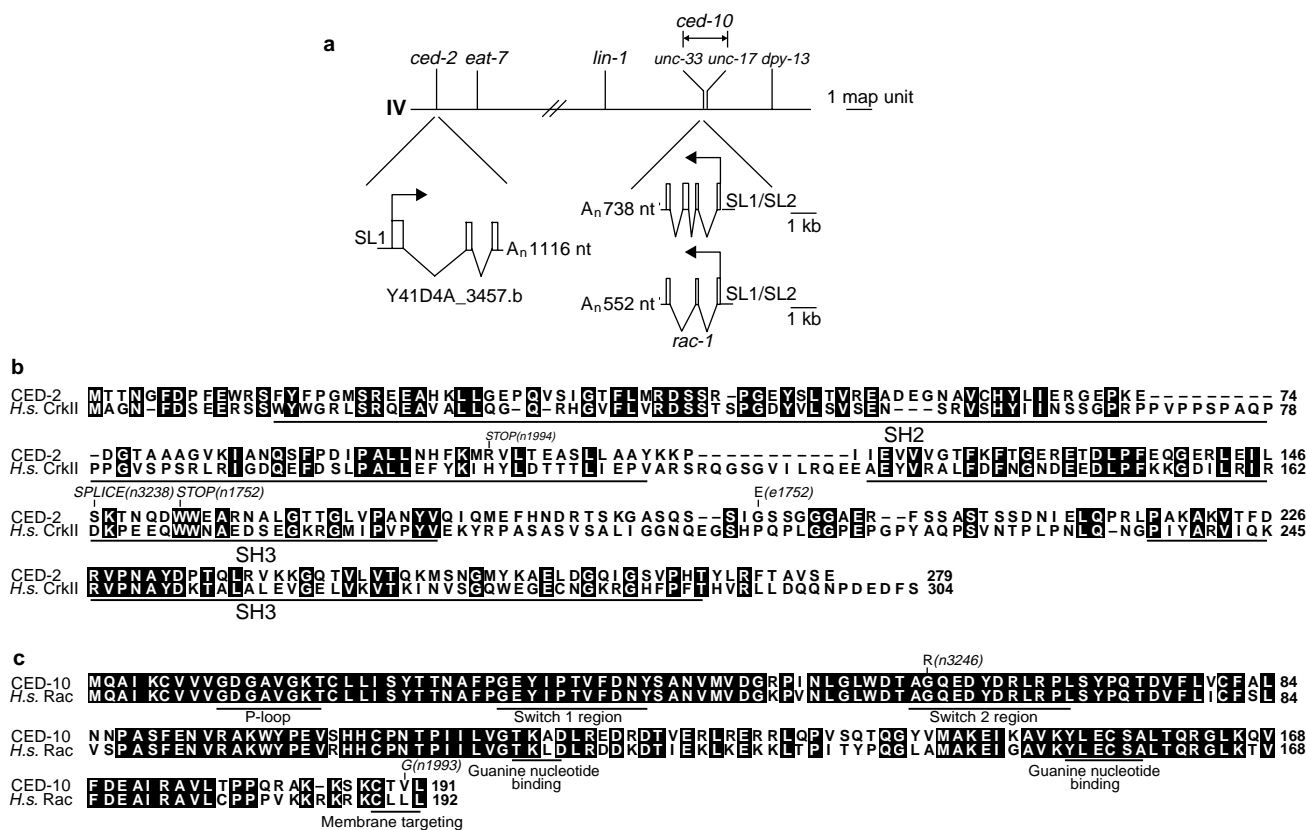 a
IV
ced-2
eat-7
lin-1
ced-10
unc-33 unc-17 dpy-13
1 map unit
SL1
An 1116 nt
Y41D4A_3457.b
An 738 nt
SL1/SL2
1 kb
An 552 nt
SL1/SL2
1 kb
rac-1
b
CED-2 MTTNGFDPFEWRSFYFPGMSREEAHKLLGEPQVSIGTFLMRDSSR-PGEYSLTVREADEGNAVCHYLIERGEPKE--------- 74
H.s. CrkII MAGN-FDSEERSSWYWGRLSRQEAVALLQG-Q-RHGVFLVRDSSTSPGDYVLSVSEN---SRVSHYIINSSGPRPPVPPSPAQP 78
SH2
STOP(n1994)
CED-2 -DGTAAAGVKIANQSFPDIPALLNHFKMRVLTEASLLAAYKKP-----------IIEVVVGTFKFTGERETDLPFEQGERLEIL 146
H.s. CrkII PPGVSPSRLRIGDQEFDSLPALLEFYKIHYLDTTTLIEPVARSRQGSGVILRQEEAEYVRALFDFNGNDEEDLPFKKGDILRIR 162
SPLICE(n3238) STOP(n1752) E(e1752)
CED-2 SKTNQDWWEARNALGTTGLVPANYVQIQMEFHNDRTSKGASQS--SIGSSGGGAER--FSSASTSSDNIELQPRLPAKAKVTFD 226
H.s. CrkII DKPEEQWWNAEDSEGKRGMIPVPYVEKYRPASASVSALIGGNQEGSHPQPLGGPEPGPYAQPSVNTPLPNLQ-NGPIYARVIQK 245
SH3
CED-2 RVPNAYDPTQLRVKKGQTVLVTQKMSNGMYKAELDGQIGSVPHTYLRFTAVSE 279
H.s. CrkII RVPNAYDKTALALEVGELVKVTKINVSGQWEGECNGKRGHFPFTHVRLLDQQNPDEDFS 304
SH3
c
R(n3246)
CED-10 MQAIKCVVVGDGAVGKTCLLISYTTNAFPGEYIPTVFDNYSANVMVDGRPINLGLWDTAGQEDYDRLRPLSYPQTDVFLVCFAL 84
H.s. Rac MQAIKCVVVGDGAVGKTCLLISYTTNAFPGEYIPTVFDNYSANVMVDGKPVNLGLWDTAGQEDYDRLRPLSYPQTDVFLICFSL 84
P-loop Switch 1 region Switch 2 region
CED-10 NNPASFENVRAKWYPEVSHHCPNTPIILVGTKADLREDRDTVERLRERRLQPVSQTQGYVMAKEIKAVKYLECSALTQRGLKQV 168
H.s. Rac VSPASFENVRAKWYPEVRHHCPNTPIILVGTKLDLRDDKDTIEKLKEKKLTPITYPQGLAMAKEIGAVKYLECSALTQRGLKTV 168
Guanine nucleotide binding Guanine nucleotide binding
G(n1993)
CED-10 FDEAIRAVLTPPQRAK-KSKCTVL 191
H.s. Rac FDEAIRAVLCPPPVKKRKRKCLLL 192
Membrane targeting